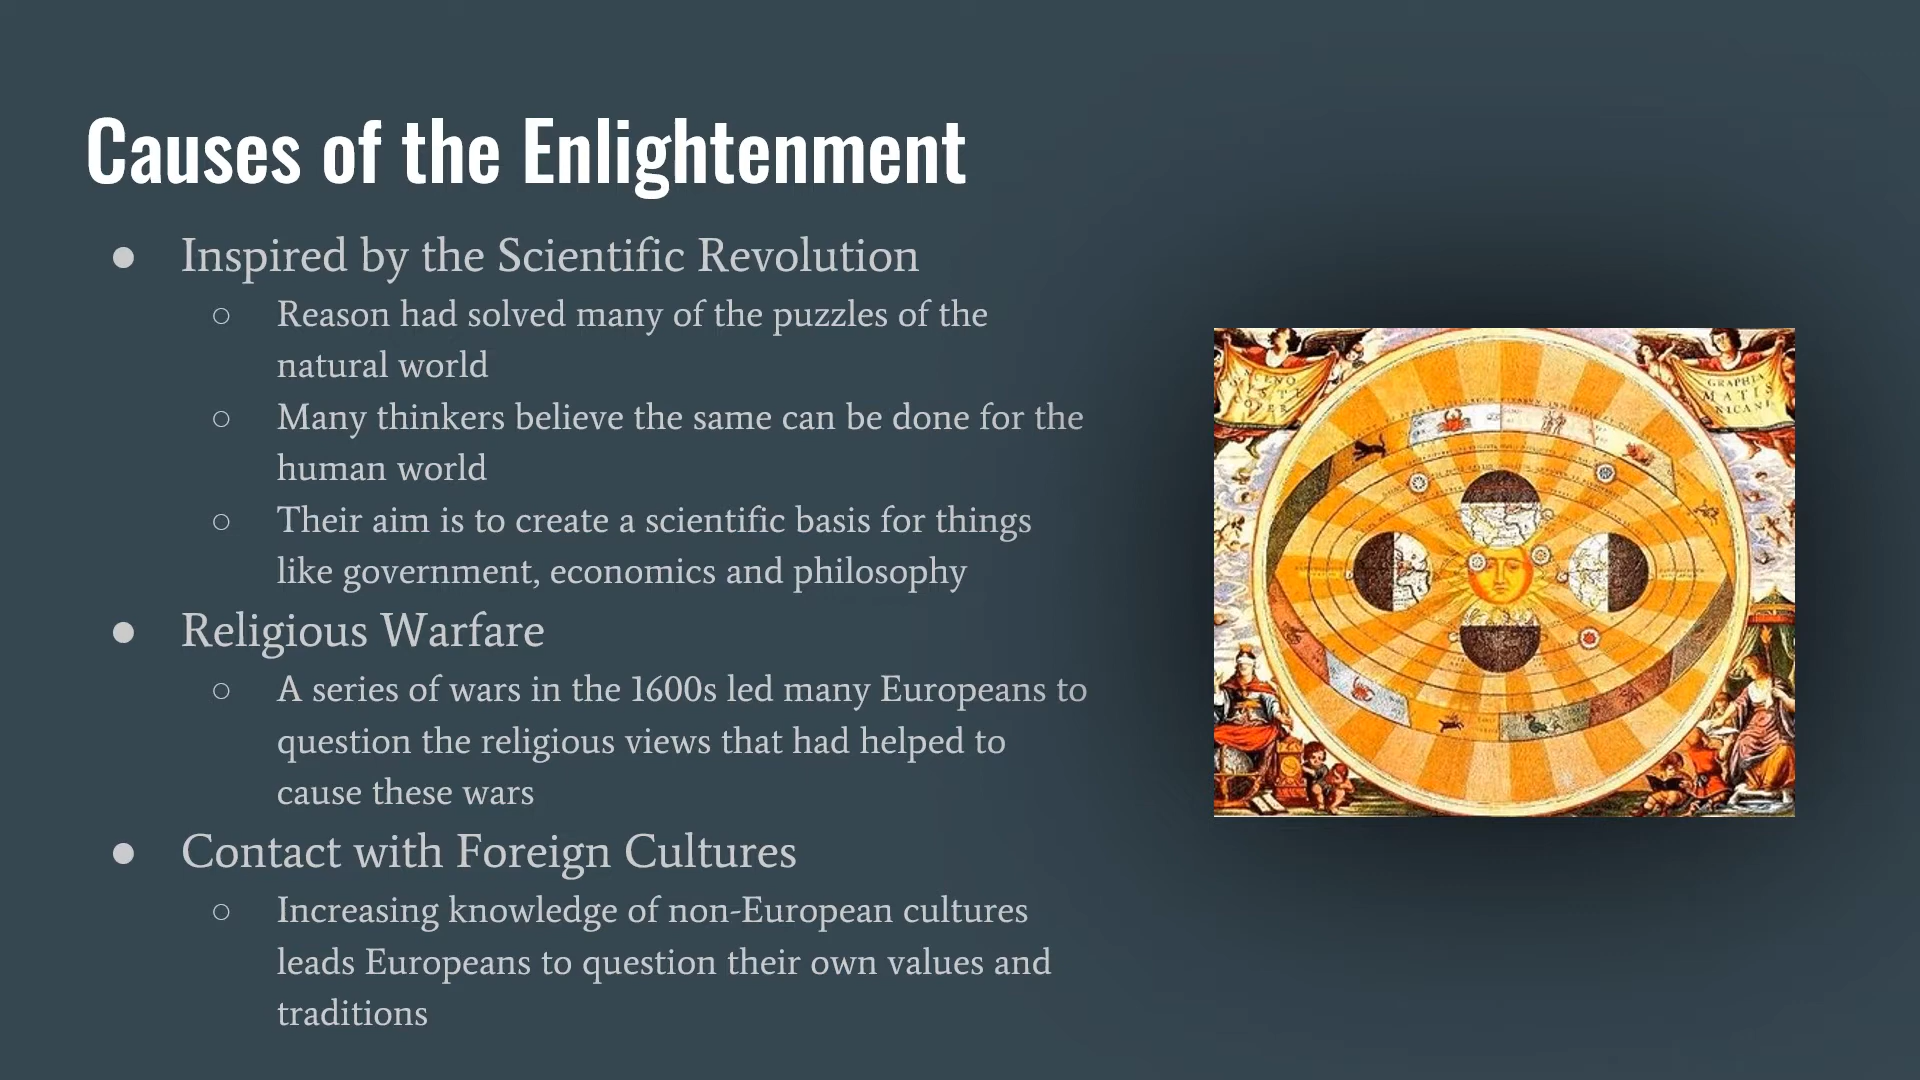 Causes of the Enlightenment
● Inspired by the Scientific Revolution
○ Reason had solved many of the puzzles of the
natural world
○ Many thinkers believe the same can be done for the
human world
○ Their aim is to create a scientific basis for things
like government, economics and philosophy
● Religious Warfare
○ A series of wars in the 1600s led many Europeans to
question the religious views that had helped to
cause these wars
● Contact with Foreign Cultures
○ Increasing knowledge of non-European cultures
leads Europeans to question their own values and
traditions
GRAPHIA
MATIS